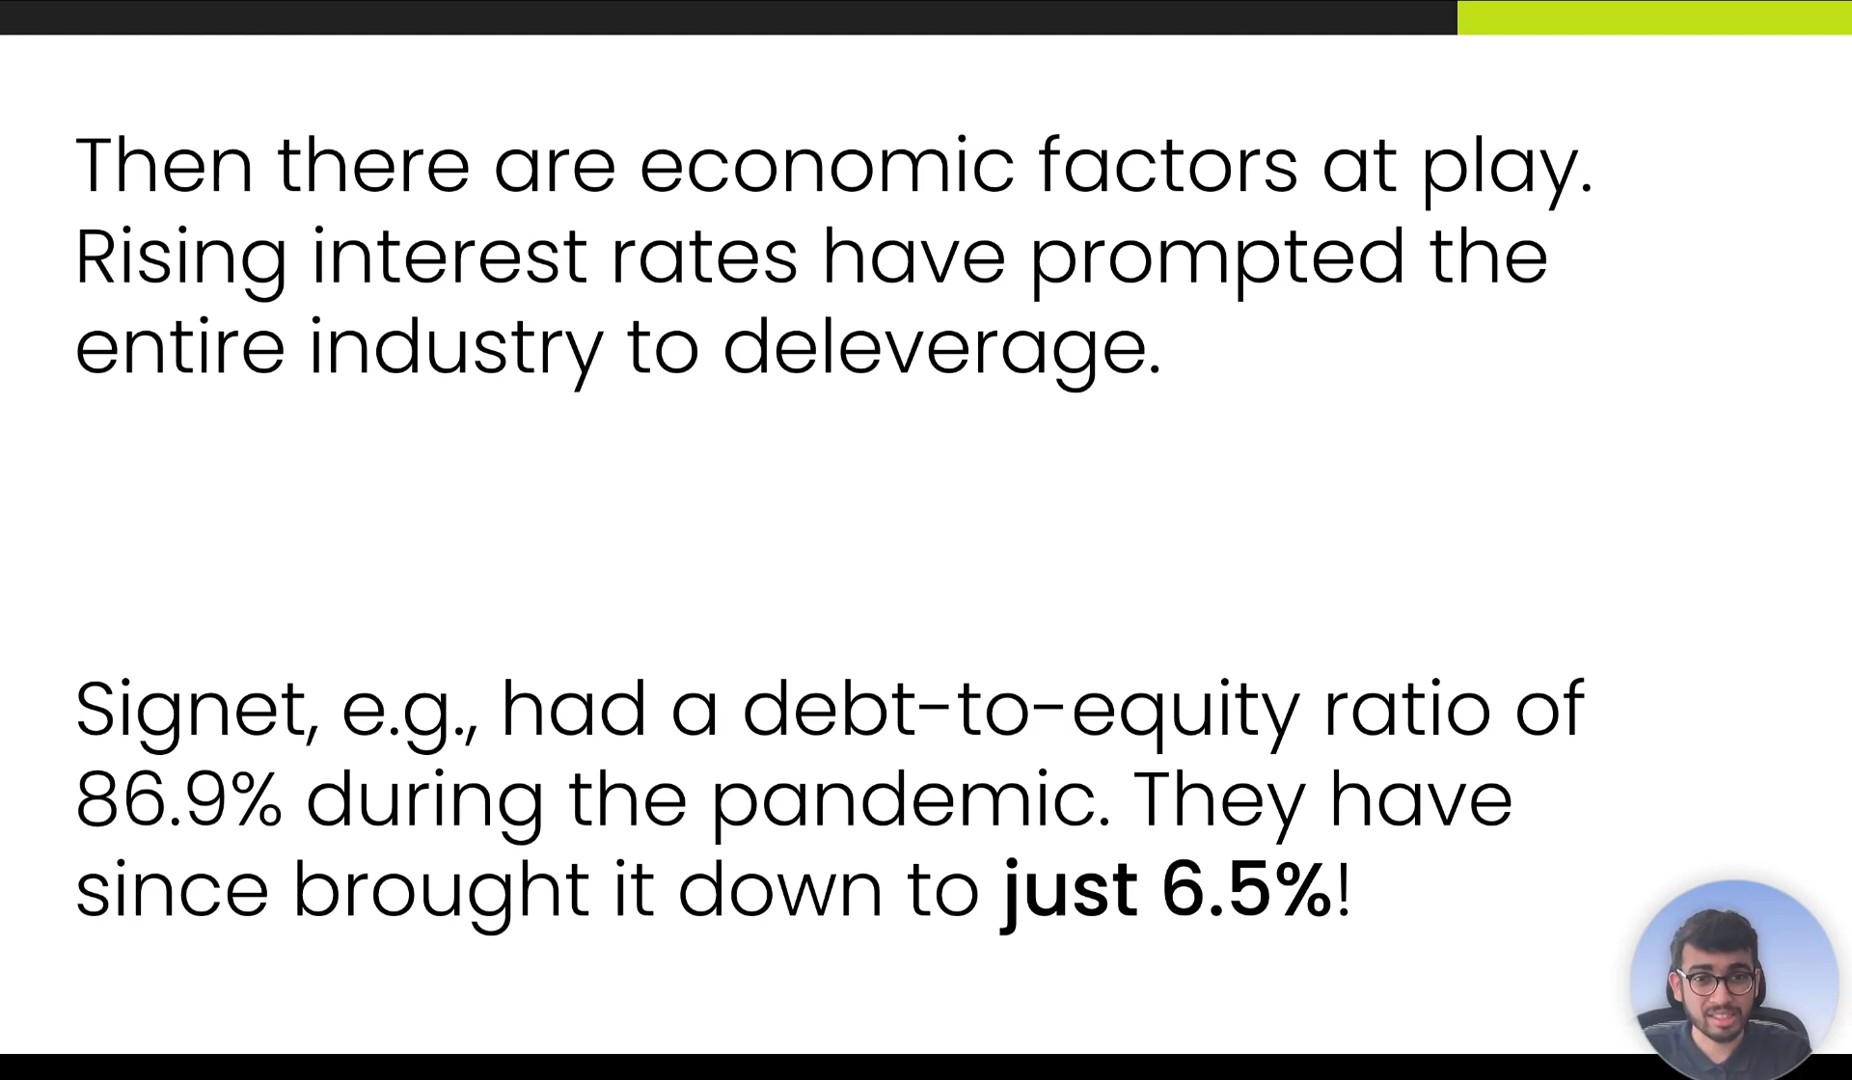 Then there are economic factors at play.
Rising interest rates have prompted the
entire industry to deleverage.
Signet, e.g., had a debt-to-equity ratio of
86.9% during the pandemic. They have
since brought it down to just 6.5%!